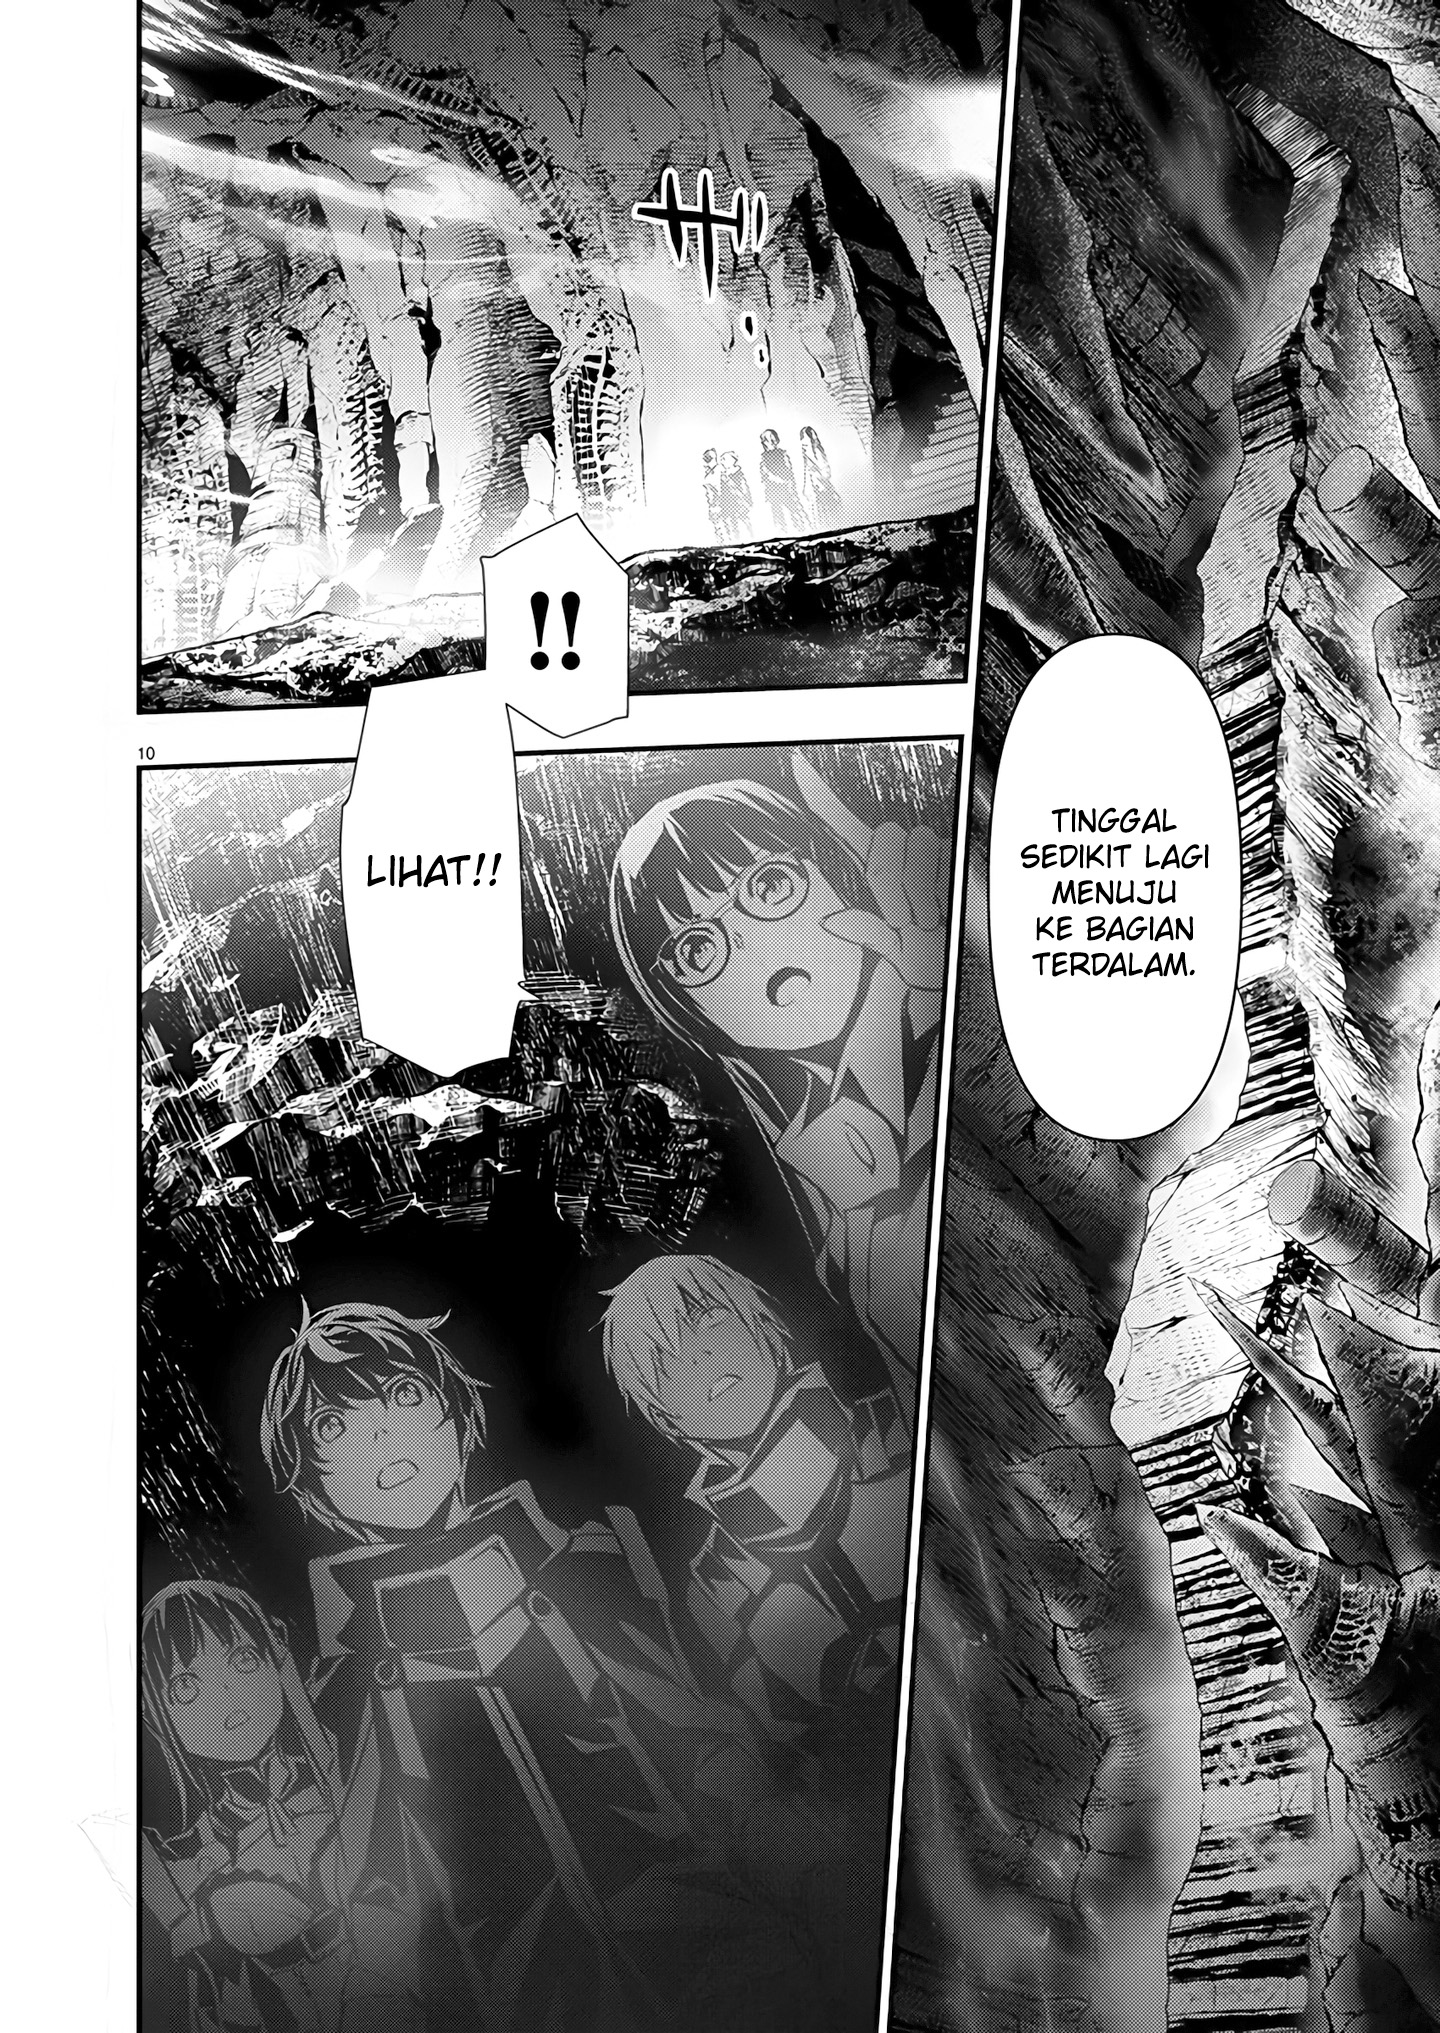 TINGGAL
SEDIKIT LAGI
MENUJU
KE BAGIAN
TERDALAM.
!!
LIHAT!!
10